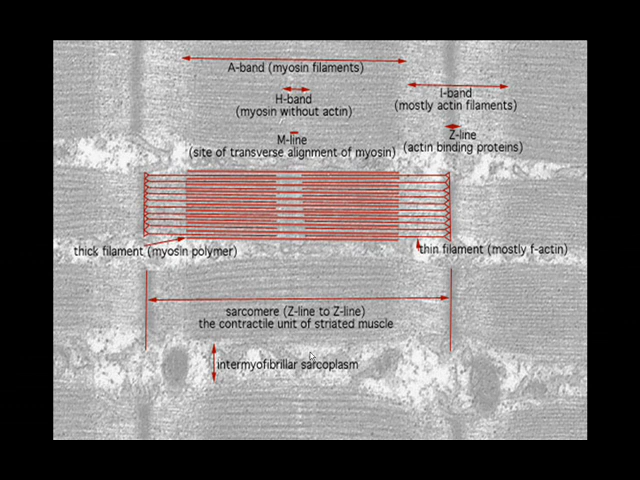 A-band (myosin filaments)
H-band
(myosin without actin)
I-band
(mostly actin filaments)
M-line
(site of transverse alignment of myosin)
Z-line
(actin binding proteins)
thick filament (myosin polymer)
thin filament (mostly f-actin)
sarcomere (Z-line to Z-line)
the contractile unit of striated muscle
intermyofibrillar sarcoplasm